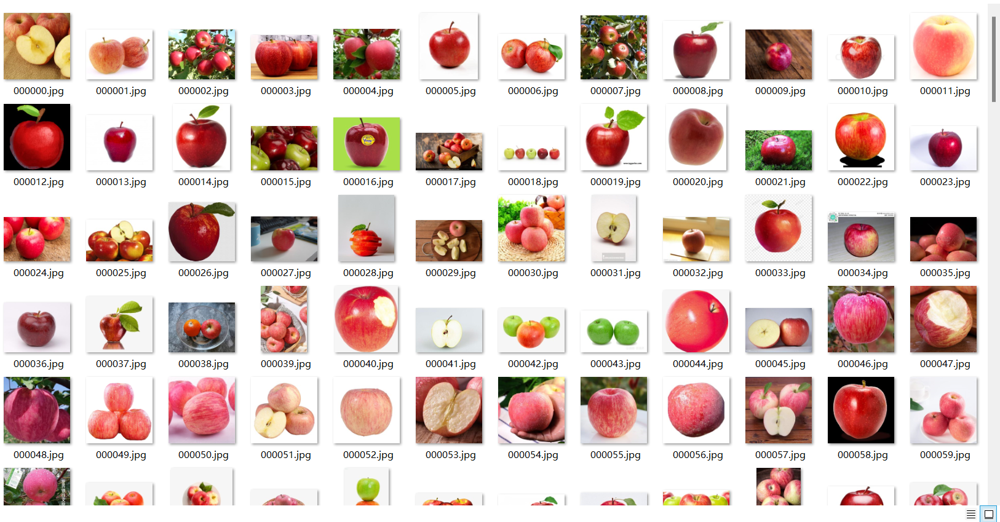 000000.jpg 000001.jpg 000002.jpg 000003.jpg 000004.jpg 000005.jpg 000006.jpg 000007.jpg 000008.jpg 000009.jpg 000010.jpg 000011.jpg
000012.jpg 000013.jpg 000014.jpg 000015.jpg 000016.jpg 000017.jpg 000018.jpg 000019.jpg 000020.jpg 000021.jpg 000022.jpg 000023.jpg
000024.jpg 000025.jpg 000026.jpg 000027.jpg 000028.jpg 000029.jpg 000030.jpg 000031.jpg 000032.jpg 000033.jpg 000034.jpg 000035.jpg
000036.jpg 000037.jpg 000038.jpg 000039.jpg 000040.jpg 000041.jpg 000042.jpg 000043.jpg 000044.jpg 000045.jpg 000046.jpg 000047.jpg
000048.jpg 000049.jpg 000050.jpg 000051.jpg 000052.jpg 000053.jpg 000054.jpg 000055.jpg 000056.jpg 000057.jpg 000058.jpg 000059.jpg